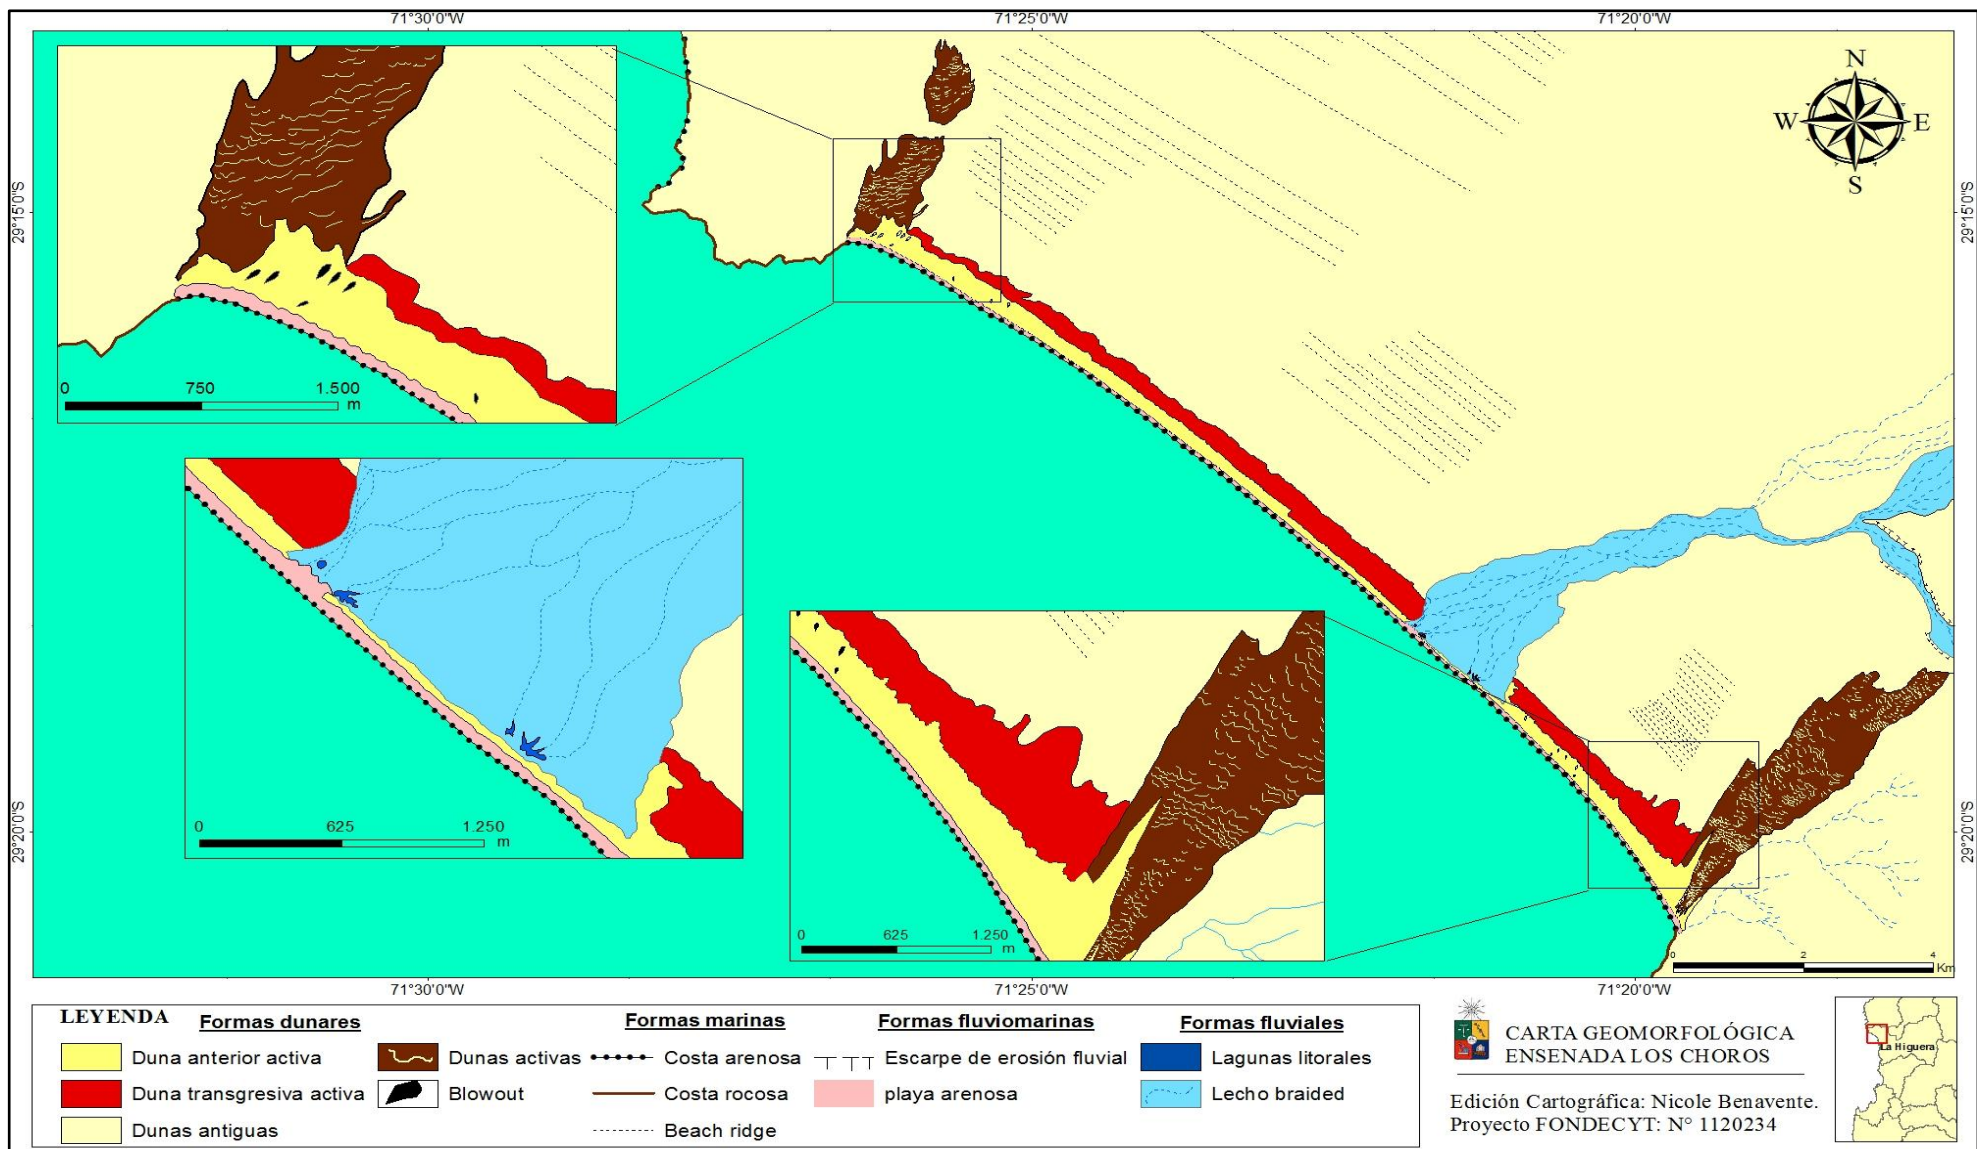 71°30'0"W
71°25'0"W
71°20'0"W
N
W
E
S
29°15'0"S
29°15'0"S
0
750
1.500
m
0
625
1.250
m
0
625
1.250
m
29°20'0"S
29°20'0"S
0
2
4
Km
71°30'0"W
71°25'0"W
71°20'0"W
LEYENDA
Formas dunares
Duna anterior activa
Duna transgresiva activa
Dunas antiguas
Dunas activas
Blowout
Formas marinas
Costa arenosa
Costa rocosa
Beach ridge
Formas fluviomarinas
Escarpe de erosión fluvial
playa arenosa
Formas fluviales
Lagunas litorales
Lecho braided
CARTA GEOMORFOLÓGICA
ENSENADA LOS CHOROS
Edición Cartográfica: Nicole Benavente.
Proyecto FONDECYT: N° 1120234
La Higuera